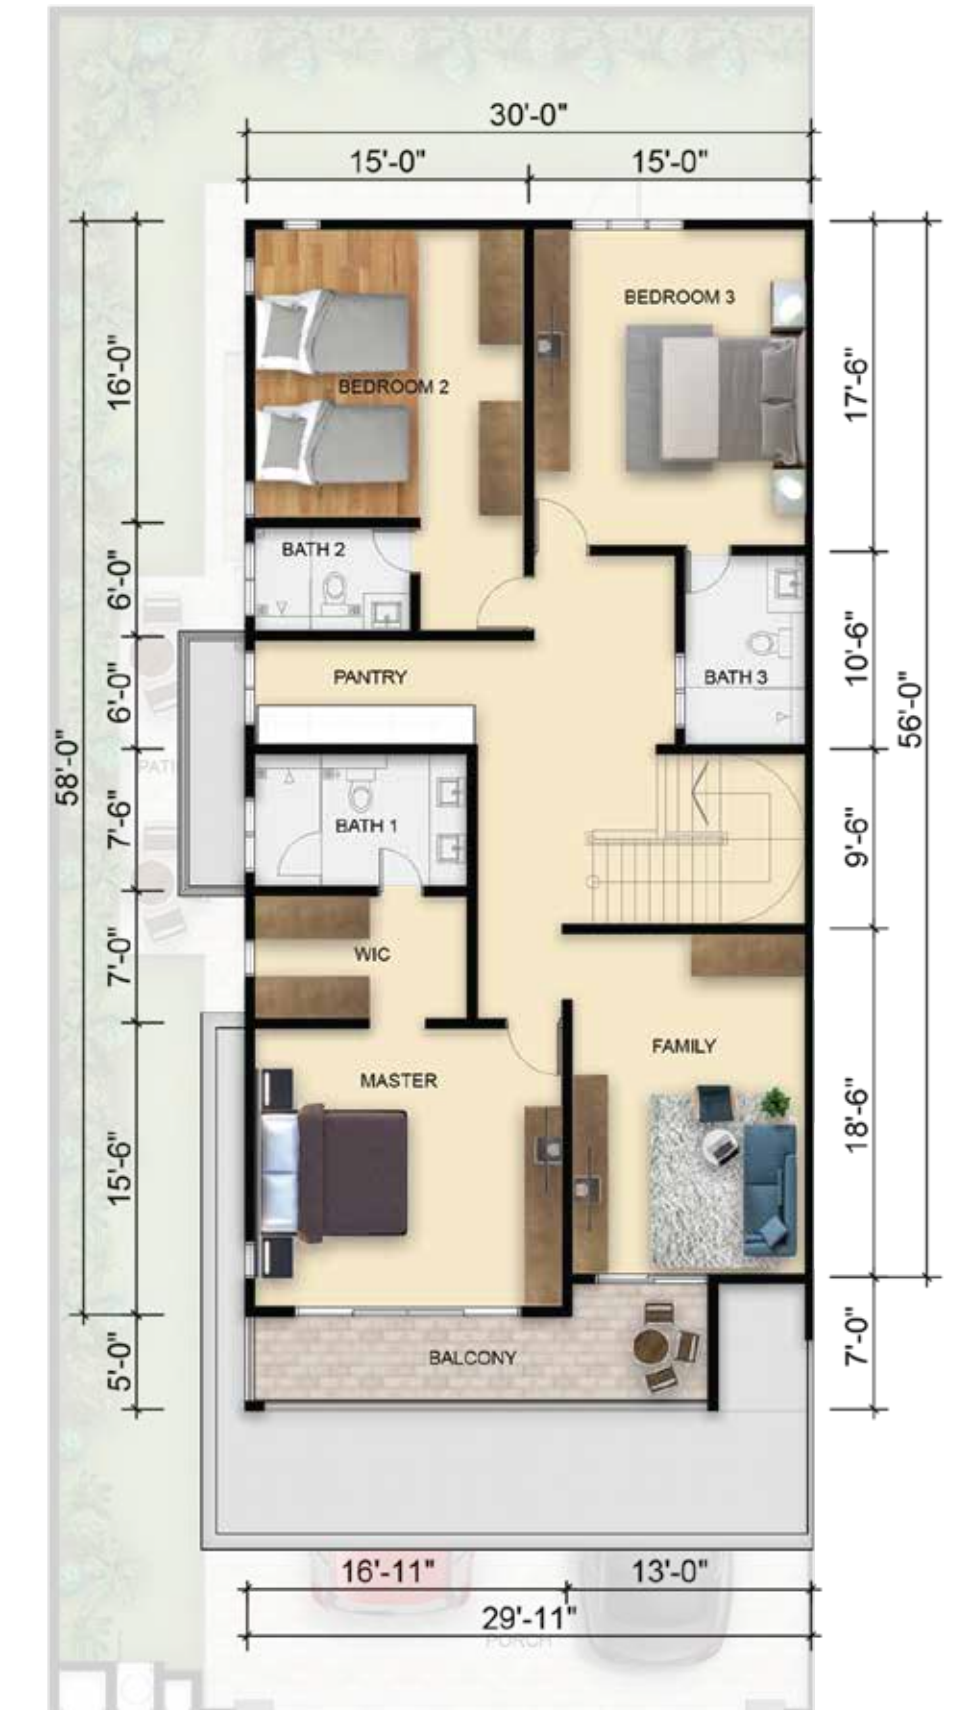 30'-0"
15'-0"
15'-0"
BEDROOM 3
16'-0"
17'-6"
BEDROOM 2
BATH 2
6'-0"
10'-6"
PANTRY
BATH 3
6'-0"
56'-0"
58'-0"
PATI
BATH 1
7'-6"
9'-6"
WIC
7'-0"
FAMILY
MASTER
18'-6"
15'-6"
BALCONY
5'-0"
7'-0"
16'-11"
13'-0"
29'-11"
PORCH